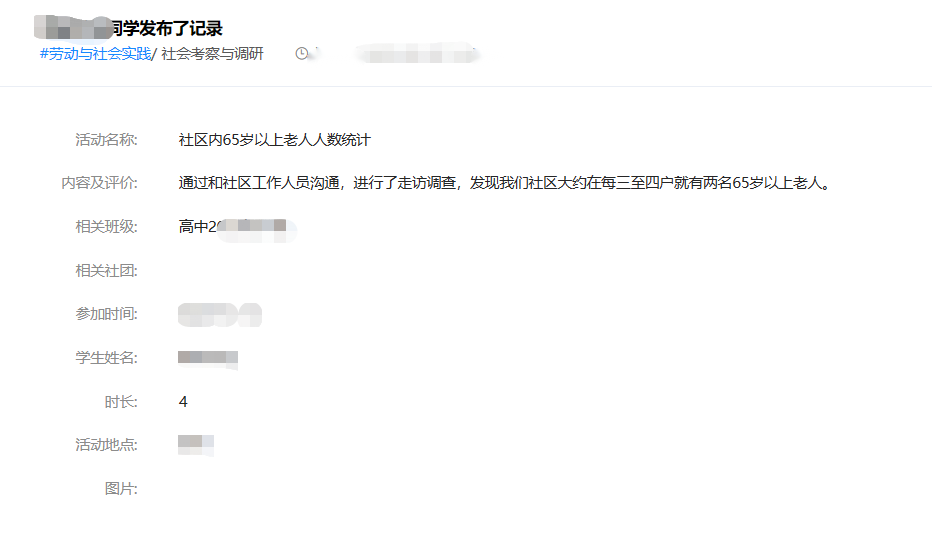 同学发布了记录
#劳动与社会实践/ 社会考察与调研
活动名称: 社区内65岁以上老人人数统计
内容及评价: 通过和社区工作人员沟通，进行了走访调查，发现我们社区大约在每三至四户就有两名65岁以上老人。
相关班级: 高中2
相关社团:
参加时间:
学生姓名:
时长: 4
活动地点:
图片: